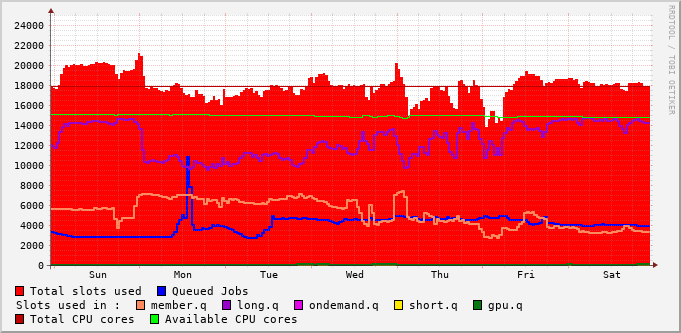 24000
22000
20000
18000
16000
14000
12000
10000
8000
6000
4000
2000
0
Sun Mon Tue Wed Thu Fri Sat
RRDTOOL / TOBI OETIKER
Total slots used Queued Jobs
Slots used in : member.q long.q ondemand.q short.q gpu.q
Total CPU cores Available CPU cores